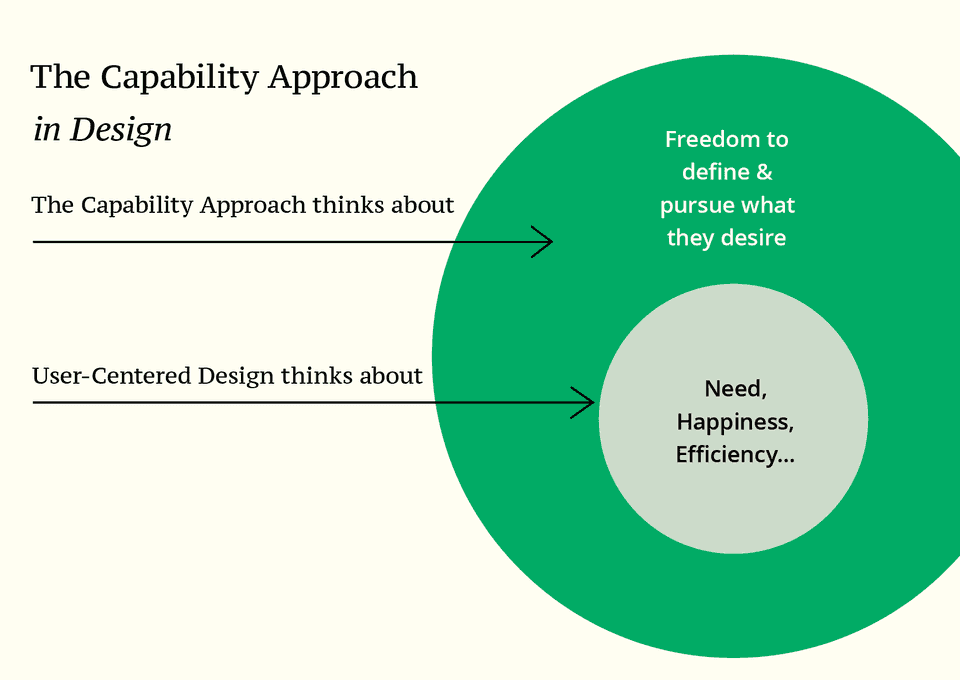 The Capability Approach
in Design
The Capability Approach thinks about
User-Centered Design thinks about
Freedom to
define &
pursue what
they desire
Need,
Happiness,
Efficiency...